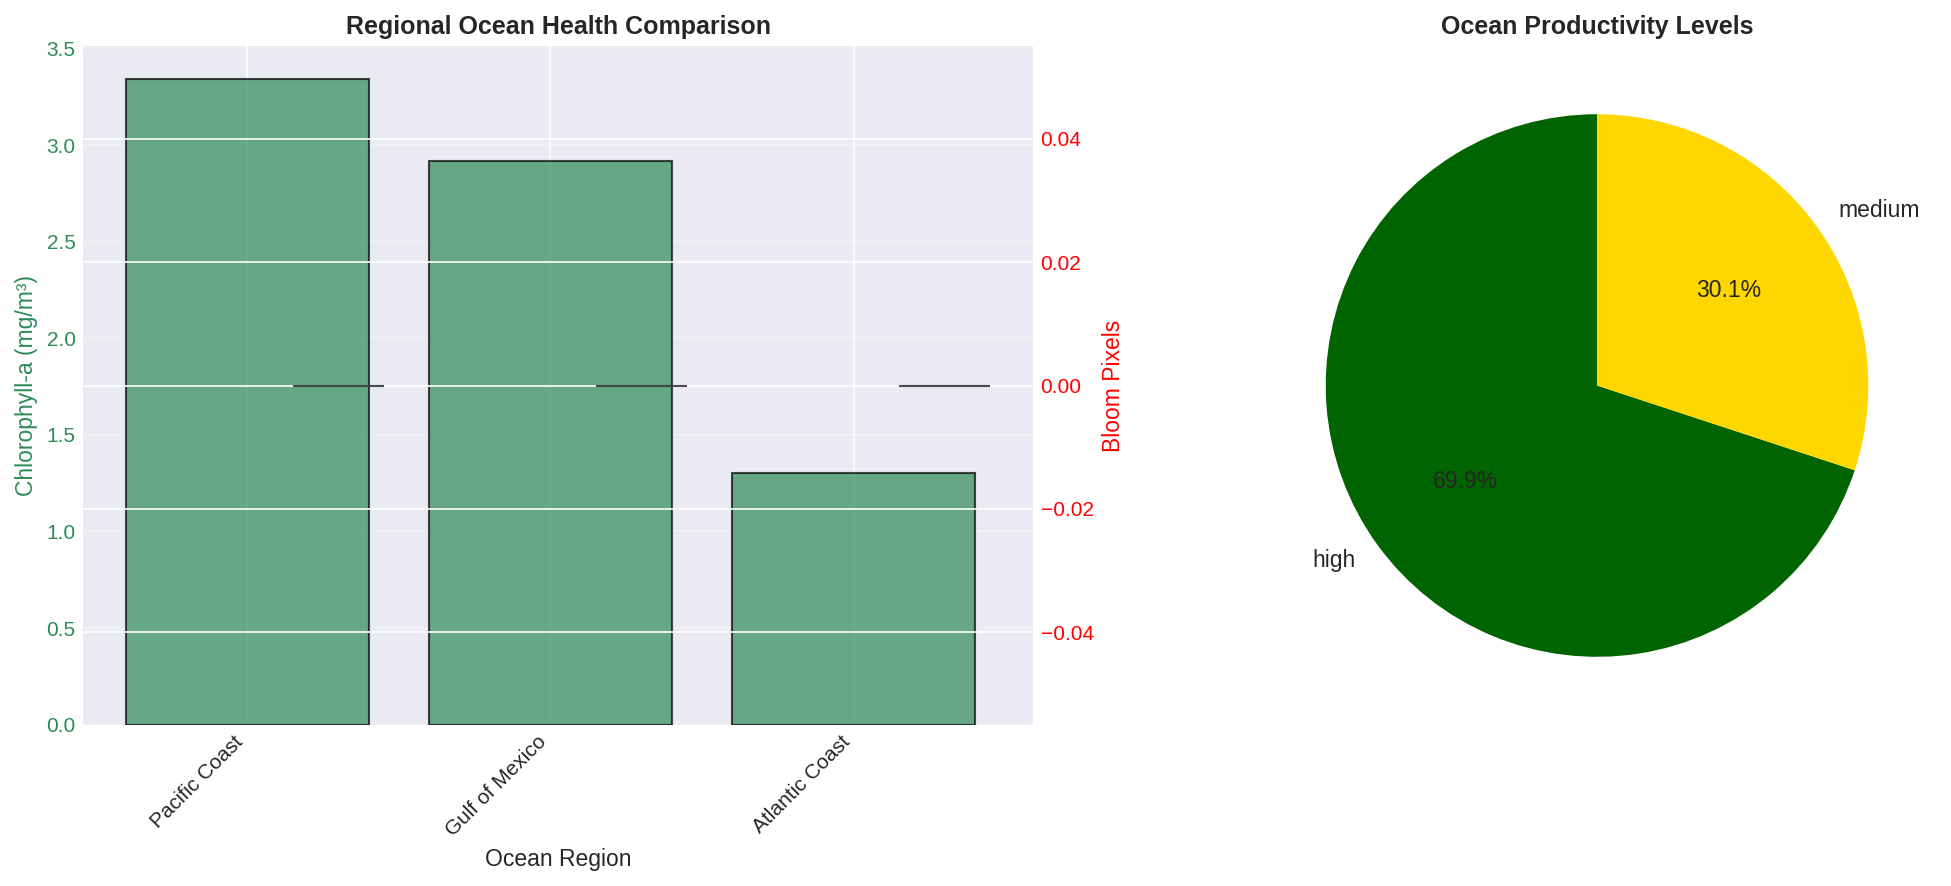 Regional Ocean Health Comparison
Chlorophyll-a (mg/m³)
3.5
3.0
2.5
2.0
1.5
1.0
0.5
0.0
0.04
0.02
0.00
−0.02
−0.04
Bloom Pixels
Pacific Coast
Gulf of Mexico
Atlantic Coast
Ocean Region
Ocean Productivity Levels
medium
30.1%
69.9%
high